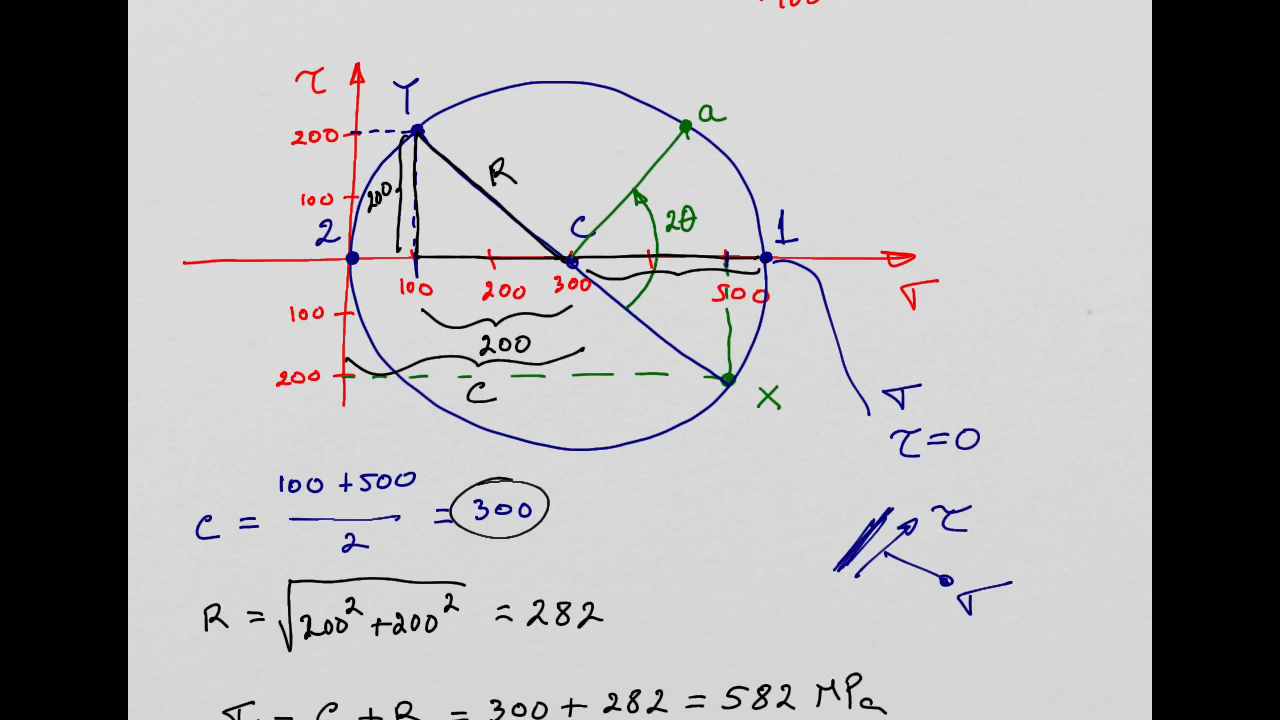 100
τ
Y
200
a
R
100
200
2θ
2
C
1
100
200
300
500
σ
100
200
200
C
X
σ
τ=0
C = (100+500)/2 = 300
τ
σ
R = √(200²+200²) = 282
= C + R = 300 + 282 = 582 MPa